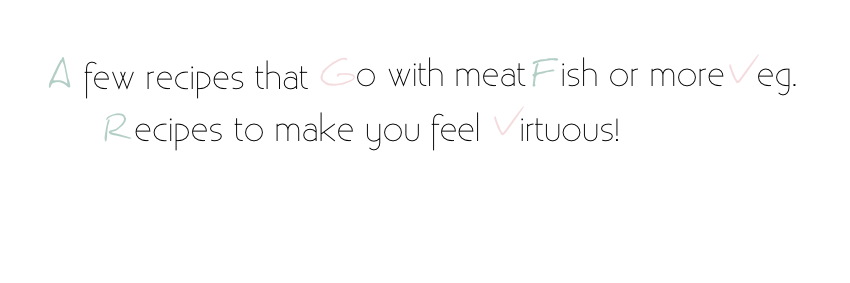 A few recipes that Go with meat Fish or more Veg.
Recipes to make you feel Virtuous!